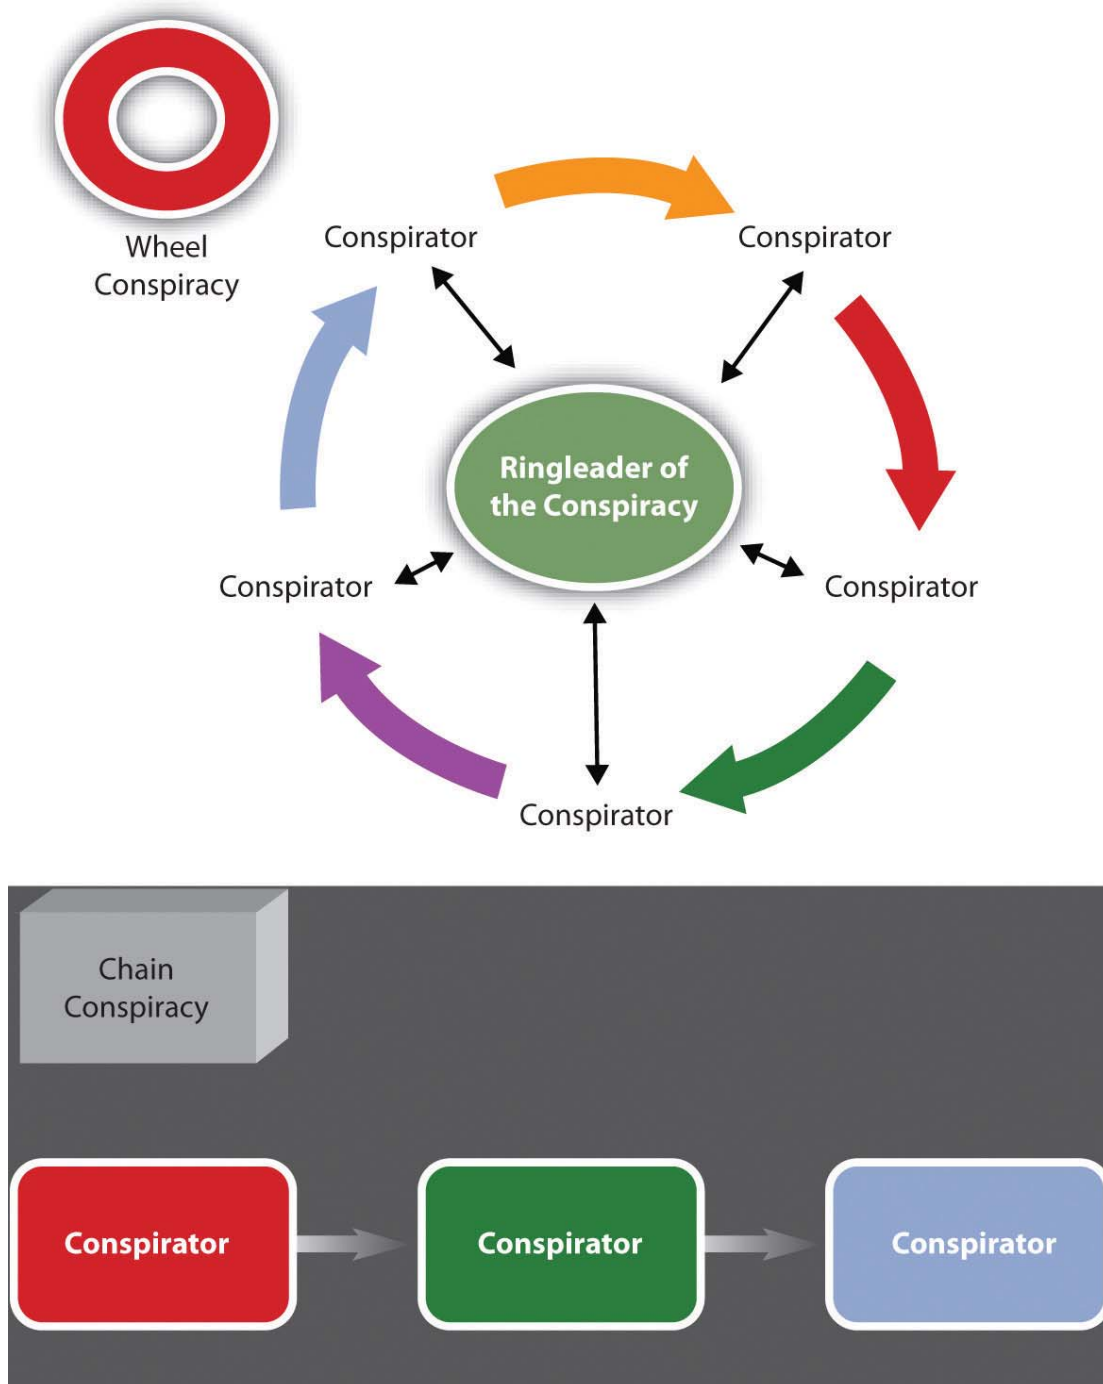 Wheel
Conspiracy
Conspirator
Conspirator
Ringleader of
the Conspiracy
Conspirator
Conspirator
Conspirator
Chain
Conspiracy
Conspirator
Conspirator
Conspirator